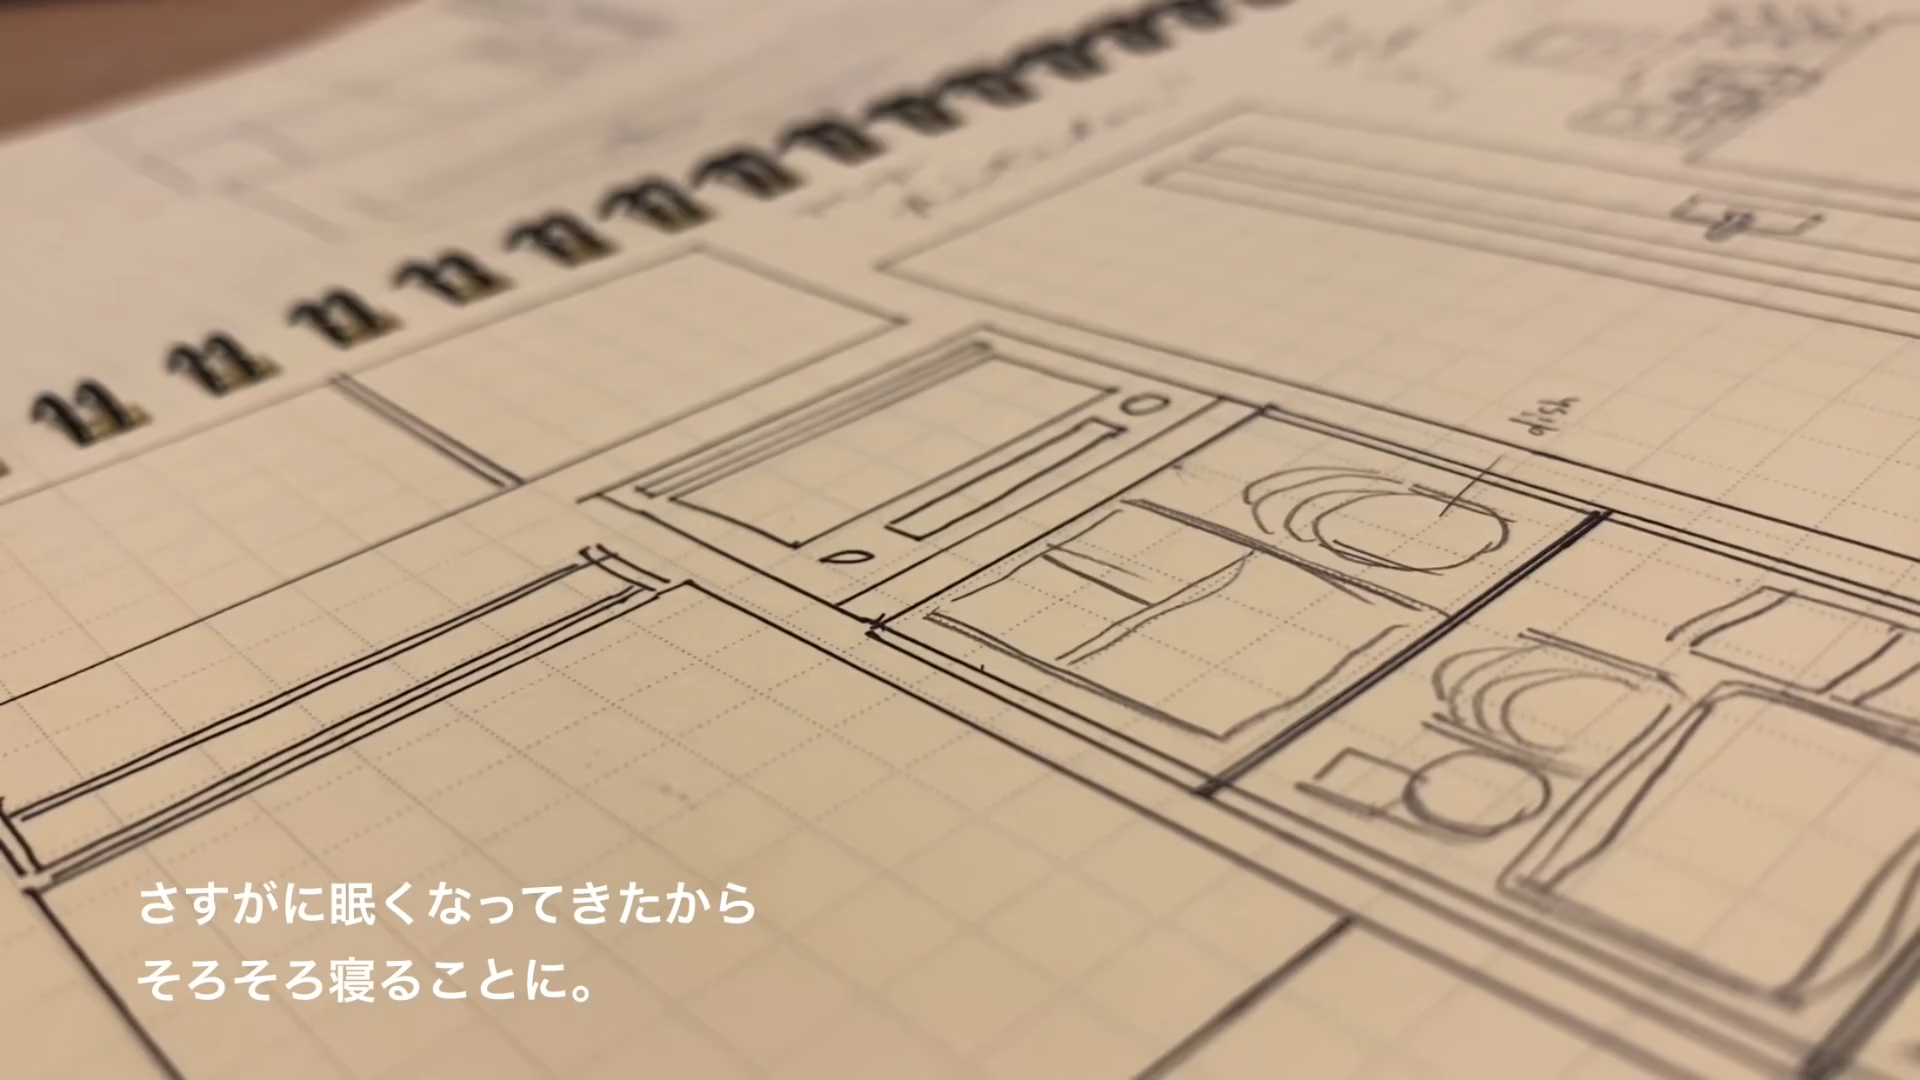 dish
さすがに眠くなってきたから
そろそろ寝ることに。